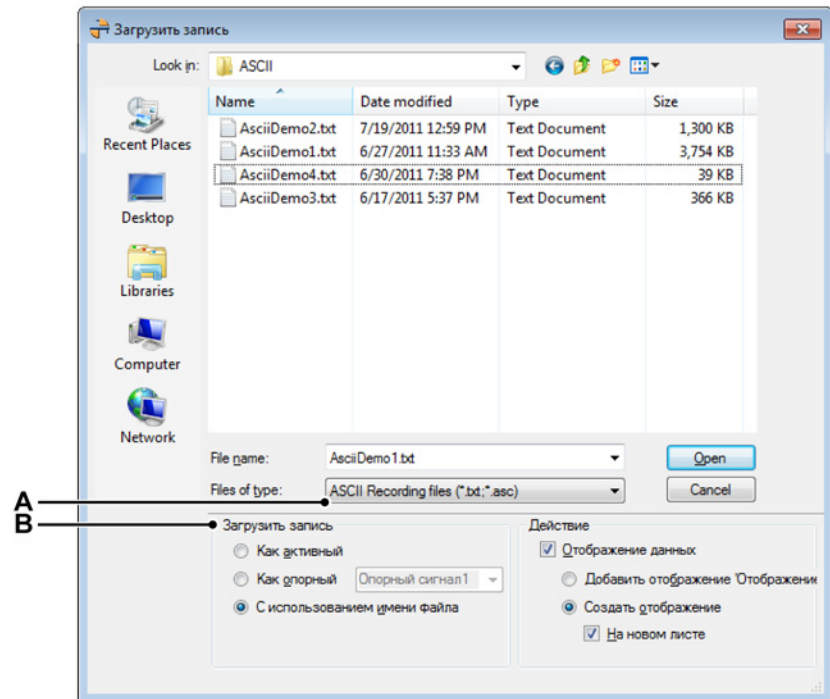 Загрузить запись
Look in: ASCII
Name Date modified Type Size
AsciiDemo2.txt 7/19/2011 12:59 PM Text Document 1,300 KB
AsciiDemo1.txt 6/27/2011 11:33 AM Text Document 3,754 KB
AsciiDemo4.txt 6/30/2011 7:38 PM Text Document 39 KB
AsciiDemo3.txt 6/17/2011 5:37 PM Text Document 366 KB
Recent Places
Desktop
Libraries
Computer
Network
File name: AsciiDemo1.txt Open
Files of type: ASCII Recording files (*.txt;*.asc) Cancel
A
B
Загрузить запись
Как активный
Как опорный Опорный сигнал1
С использованием имени файла
Действие
Отображение данных
Добавить отображение 'Отображение
Создать отображение
На новом листе